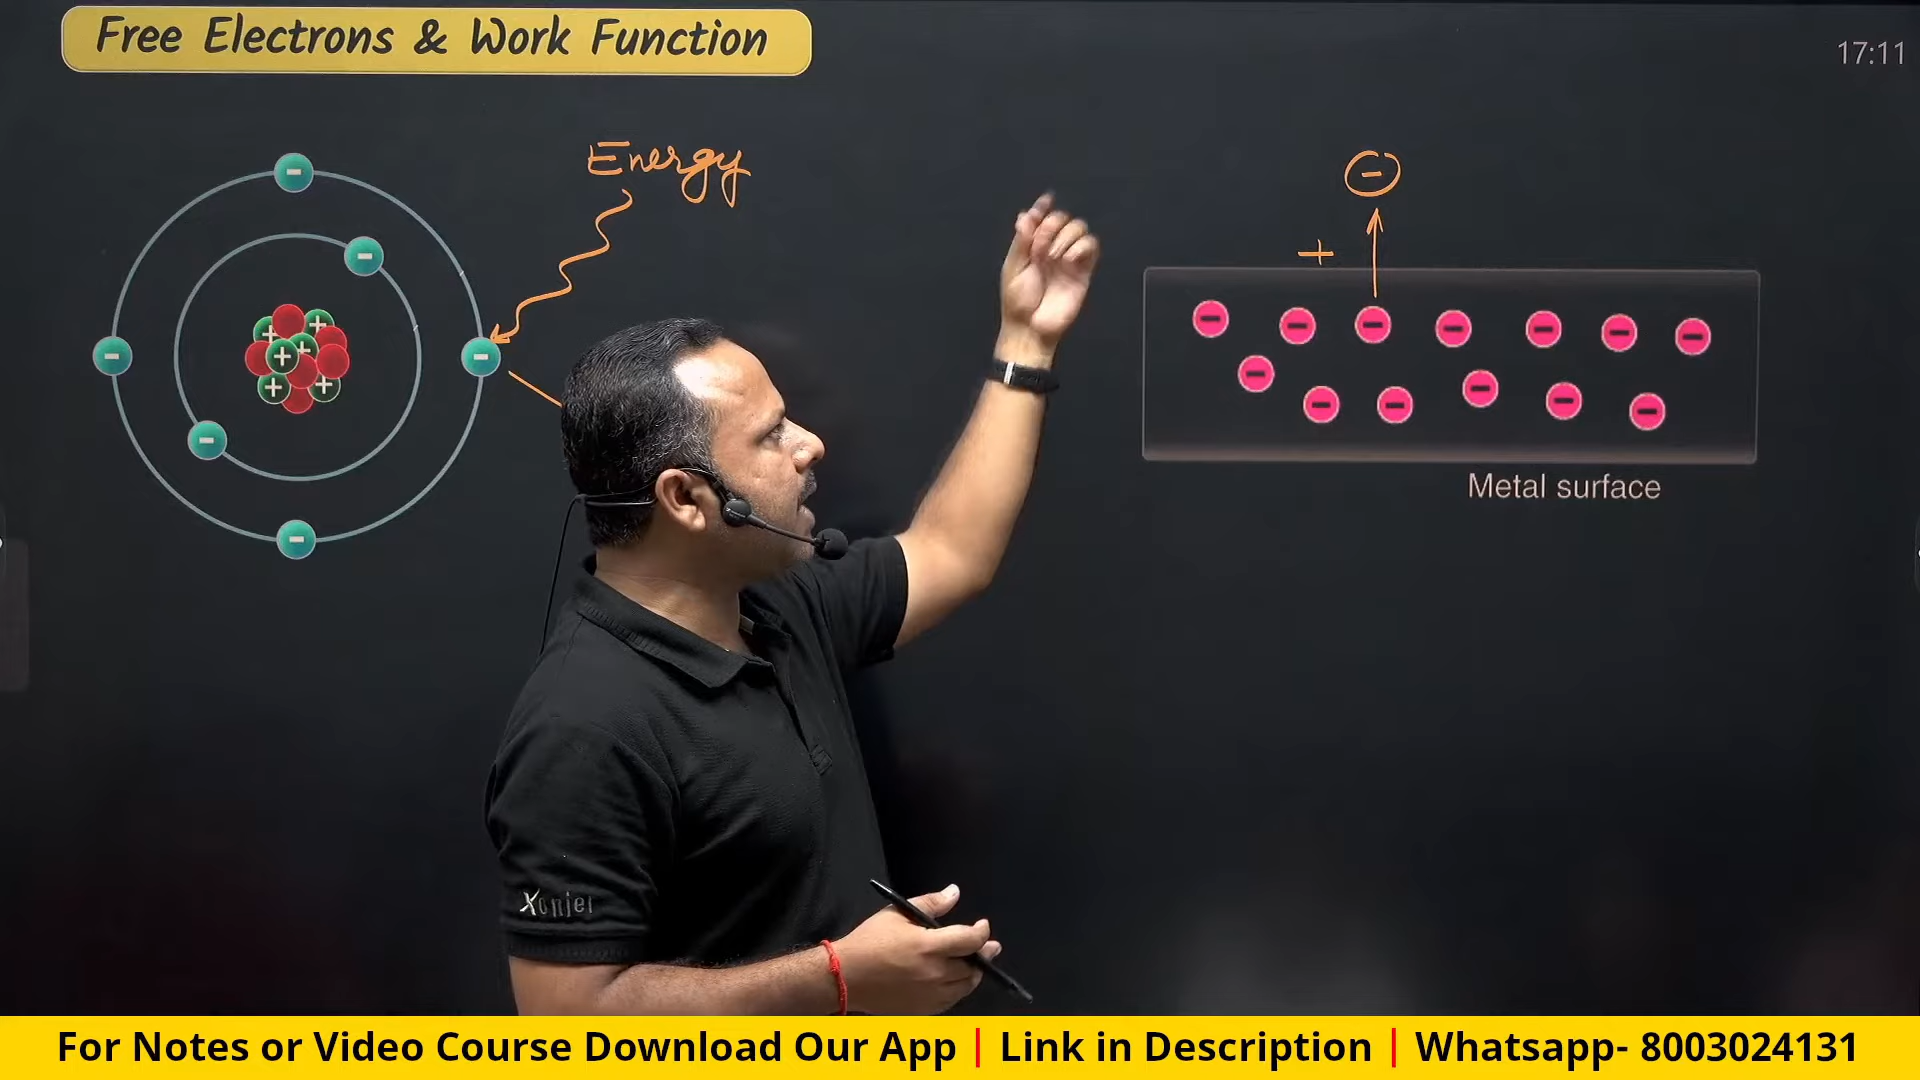 Free Electrons & Work Function
17:11
Energy
Metal surface
Xonier
For Notes or Video Course Download Our App | Link in Description | Whatsapp- 8003024131